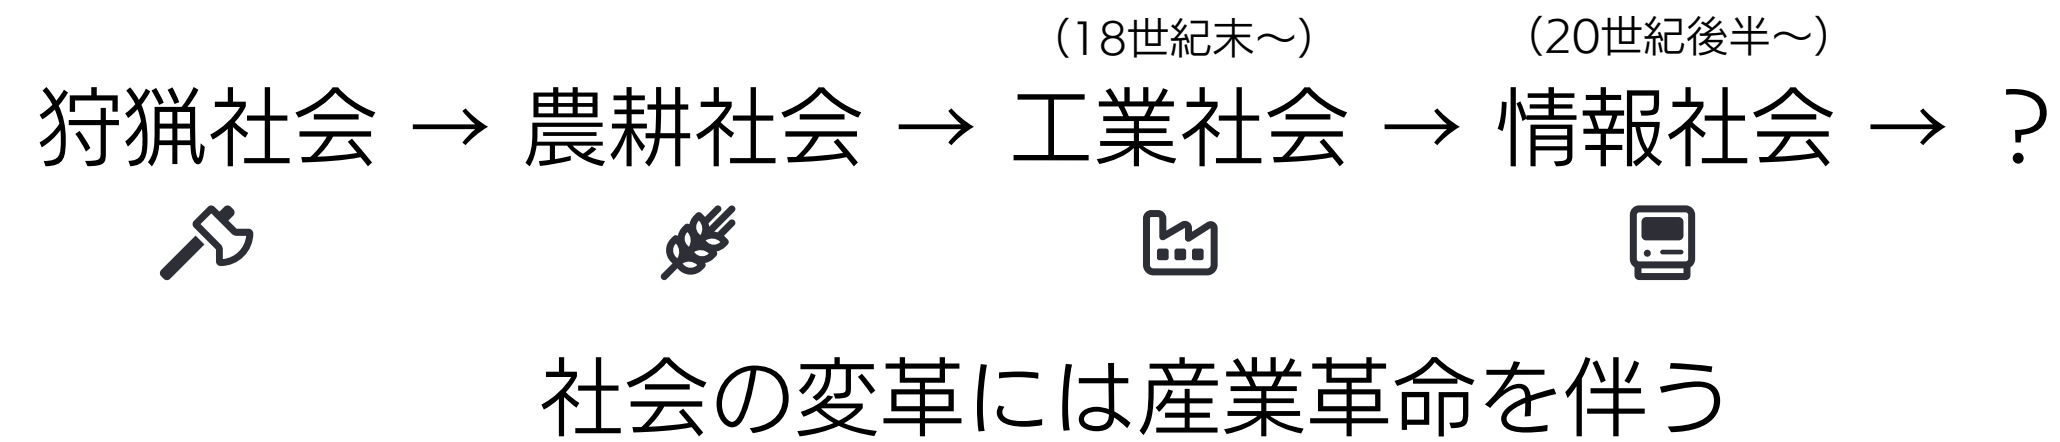 （18世紀末～）　（20世紀後半～）
狩猟社会 → 農耕社会 → 工業社会 → 情報社会 → ？
社会の変革には産業革命を伴う